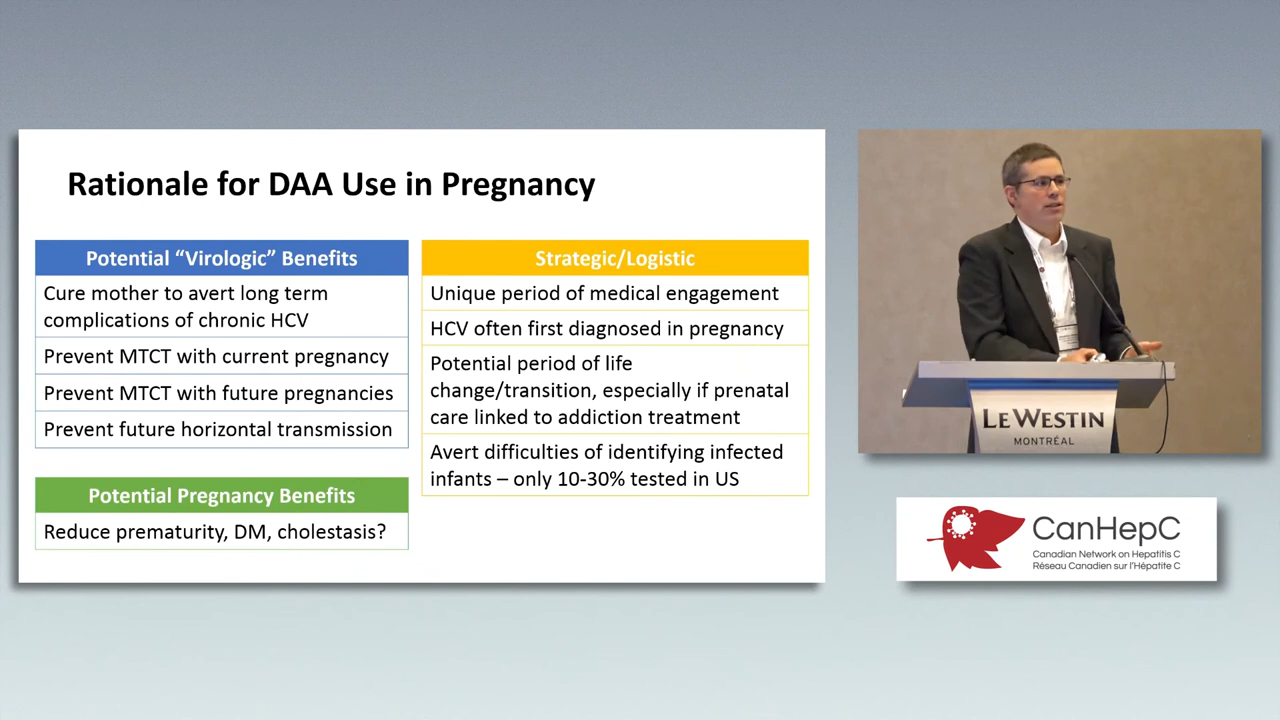 Rationale for DAA Use in Pregnancy
Potential “Virologic” Benefits
Cure mother to avert long term
complications of chronic HCV
Prevent MTCT with current pregnancy
Prevent MTCT with future pregnancies
Prevent future horizontal transmission
Potential Pregnancy Benefits
Reduce prematurity, DM, cholestasis?
Strategic/Logistic
Unique period of medical engagement
HCV often first diagnosed in pregnancy
Potential period of life
change/transition, especially if prenatal
care linked to addiction treatment
Avert difficulties of identifying infected
infants – only 10-30% tested in US
LE WESTIN
MONTRÉAL
CanHepC
Canadian Network on Hepatitis C
Réseau Canadien sur l'Hépatite C